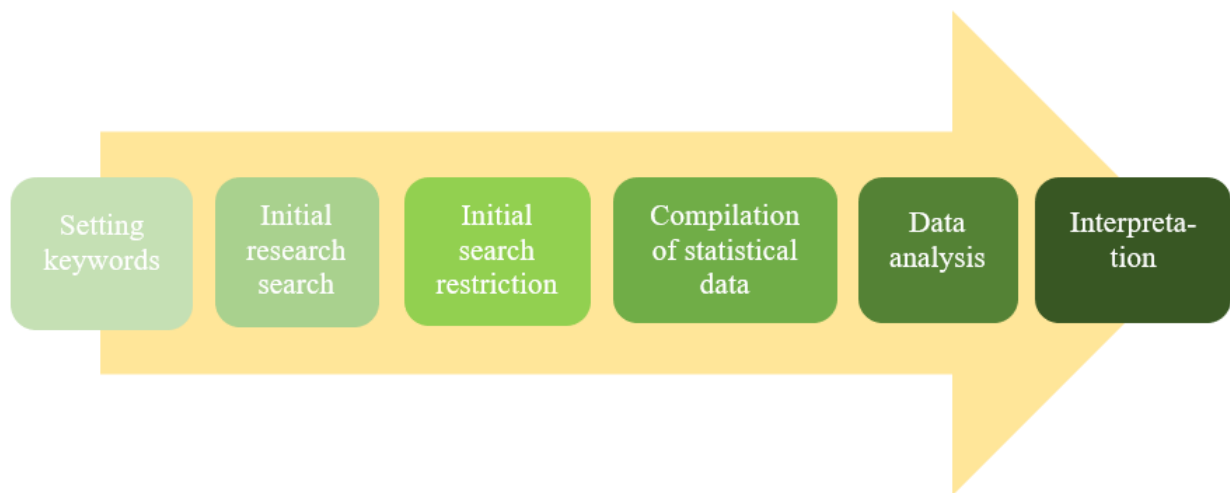 Setting
keywords
Initial
research
search
Initial
search
restriction
Compilation
of statistical
data
Data
analysis
Interpreta-
tion